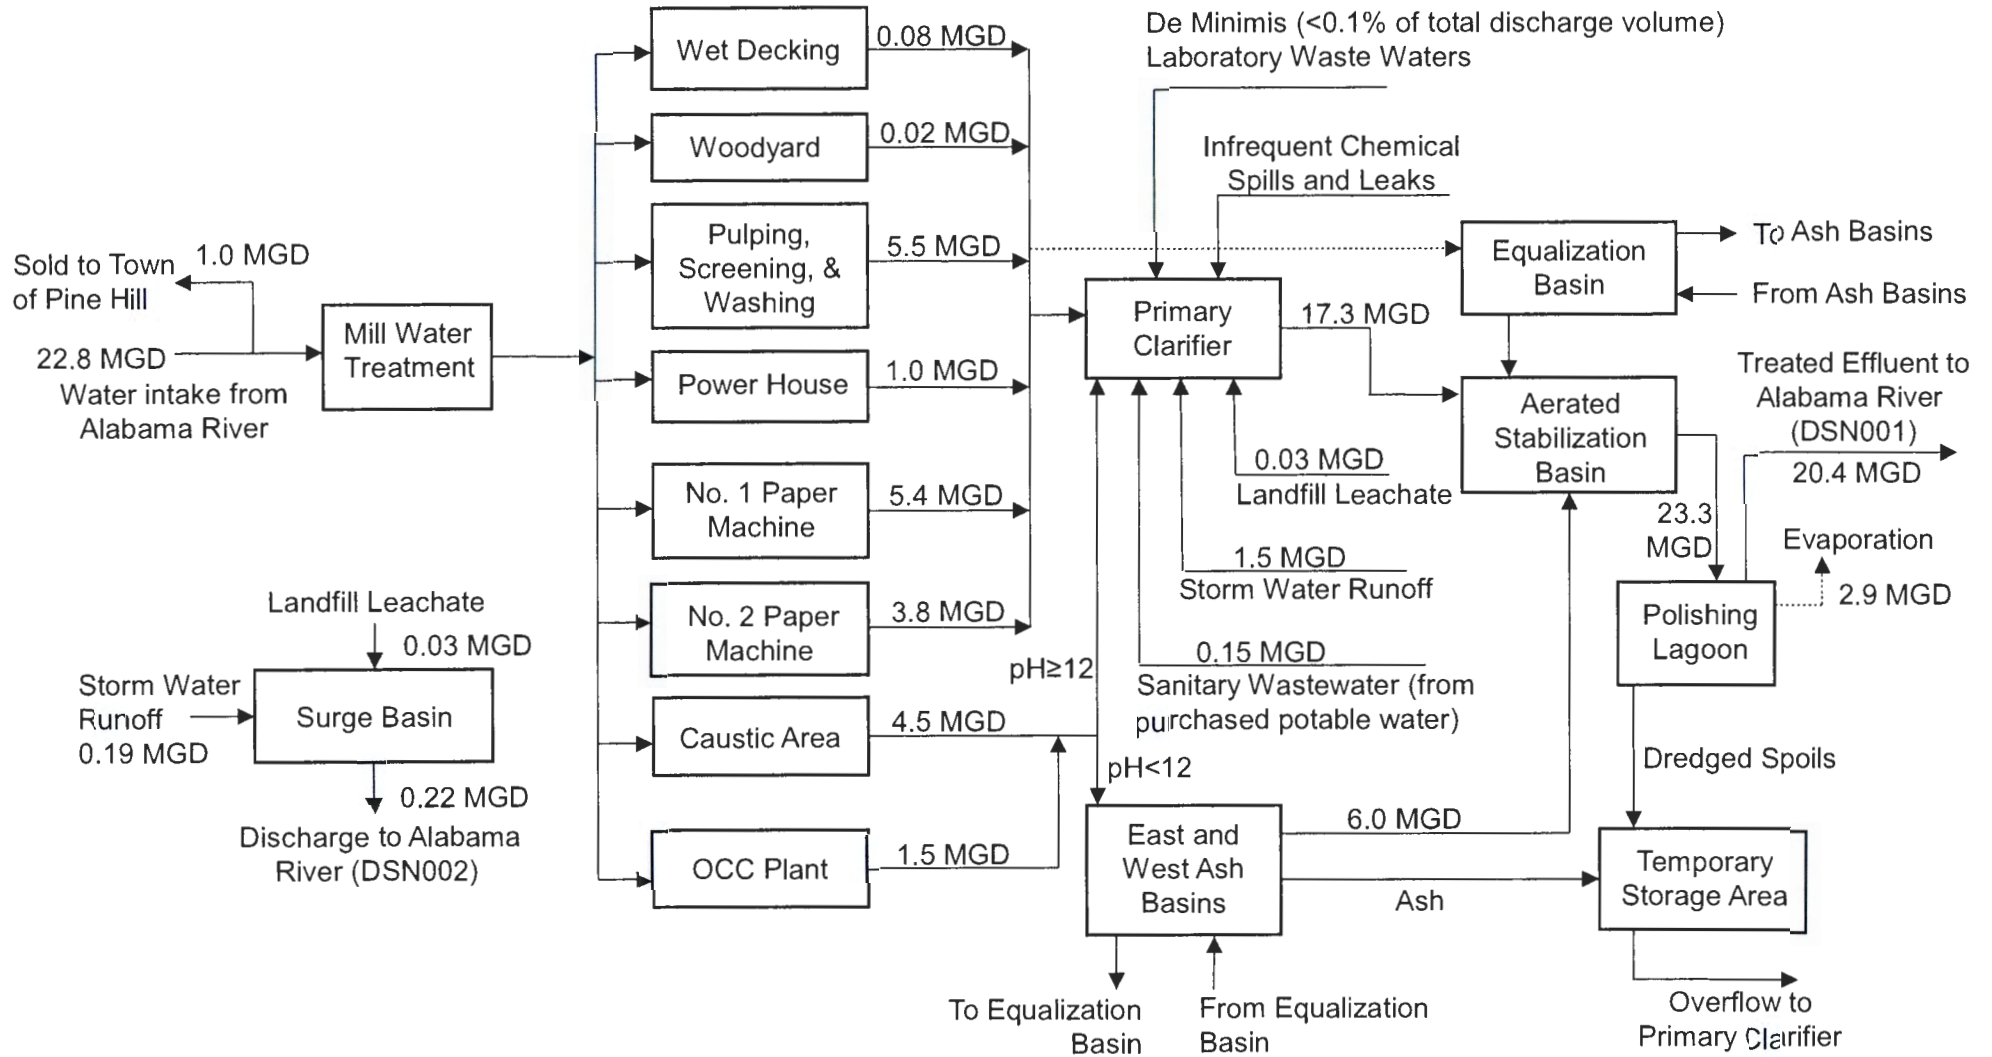 De Minimis (<0.1% of total discharge volume)
Laboratory Waste Waters
Infrequent Chemical
Spills and Leaks
Sold to Town
of Pine Hill
1.0 MGD
22.8 MGD
Water intake from
Alabama River
Mill Water
Treatment
Wet Decking
0.08 MGD
Woodyard
0.02 MGD
Pulping,
Screening, &
Washing
5.5 MGD
Power House
1.0 MGD
No. 1 Paper
Machine
5.4 MGD
No. 2 Paper
Machine
3.8 MGD
Caustic Area
4.5 MGD
OCC Plant
1.5 MGD
Landfill Leachate
0.03 MGD
Storm Water
Runoff
0.19 MGD
Surge Basin
0.22 MGD
Discharge to Alabama
River (DSN002)
Primary
Clarifier
17.3 MGD
0.03 MGD
Landfill Leachate
1.5 MGD
Storm Water Runoff
0.15 MGD
Sanitary Wastewater (from
purchased potable water)
pH≥12
pH<12
East and
West Ash
Basins
6.0 MGD
Ash
To Equalization
Basin
From Equalization
Basin
Equalization
Basin
To Ash Basins
From Ash Basins
Aerated
Stabilization
Basin
Treated Effluent to
Alabama River
(DSN001)
20.4 MGD
23.3
MGD
Evaporation
2.9 MGD
Polishing
Lagoon
Dredged Spoils
Temporary
Storage Area
Overflow to
Primary Clarifier